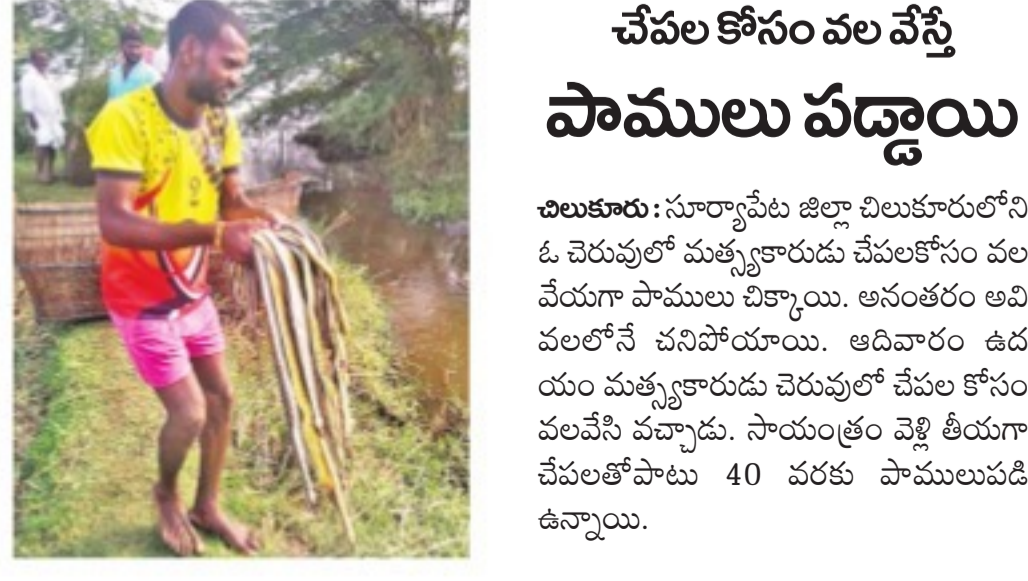 చేపల కోసం వల వేస్తే
పాములు పడ్డాయి
చిలుకూరు: సూర్యాపేట జిల్లా చిలుకూరులోని
ఓ చెరువులో మత్స్యకారుడు చేపలకోసం వల
వేయగా పాములు చిక్కాయి. అనంతరం అవి
వలలోనే చనిపోయాయి. ఆదివారం ఉద
యం మత్స్యకారుడు చెరువులో చేపల కోసం
వలవేసి వచ్చాడు. సాయంత్రం వెళ్లి తీయగా
చేపలతోపాటు 40 వరకు పాములుపడి
ఉన్నాయి.